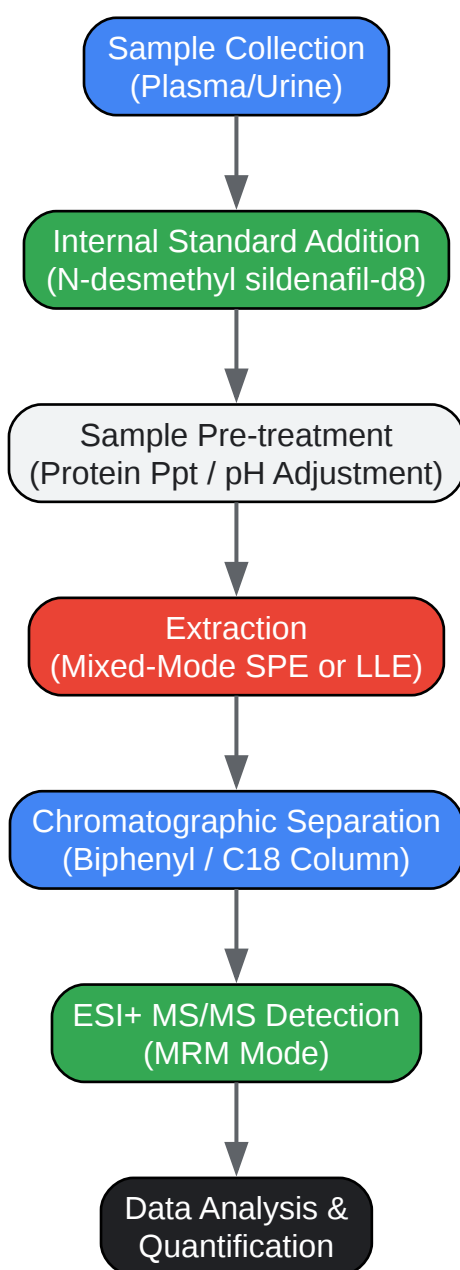 Sample Collection
(Plasma/Urine)
Internal Standard Addition
(N-desmethyl sildenafil-d8)
Sample Pre-treatment
(Protein Ppt / pH Adjustment)
Extraction
(Mixed-Mode SPE or LLE)
Chromatographic Separation
(Biphenyl / C18 Column)
ESI+ MS/MS Detection
(MRM Mode)
Data Analysis &
Quantification